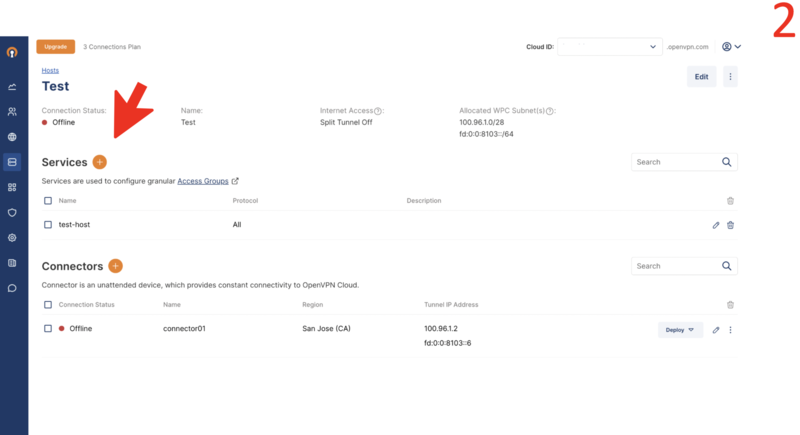 2
Upgrade 3 Connections Plan Cloud ID: .openvpn.com
Hosts
Test Edit
Connection Status: Name: Internet Access?: Allocated WPC Subnet(s)?:
Offline Test Split Tunnel Off 100.96.1.0/28
fd:0:0:8103::/64
Services + Search
Services are used to configure granular Access Groups
Name Protocol Description
test-host All
Connectors + Search
Connector is an unattended device, which provides constant connectivity to OpenVPN Cloud.
Connection Status Name Region Tunnel IP Address
Offline connector01 San Jose (CA) 100.96.1.2 Deploy
fd:0:0:8103::6